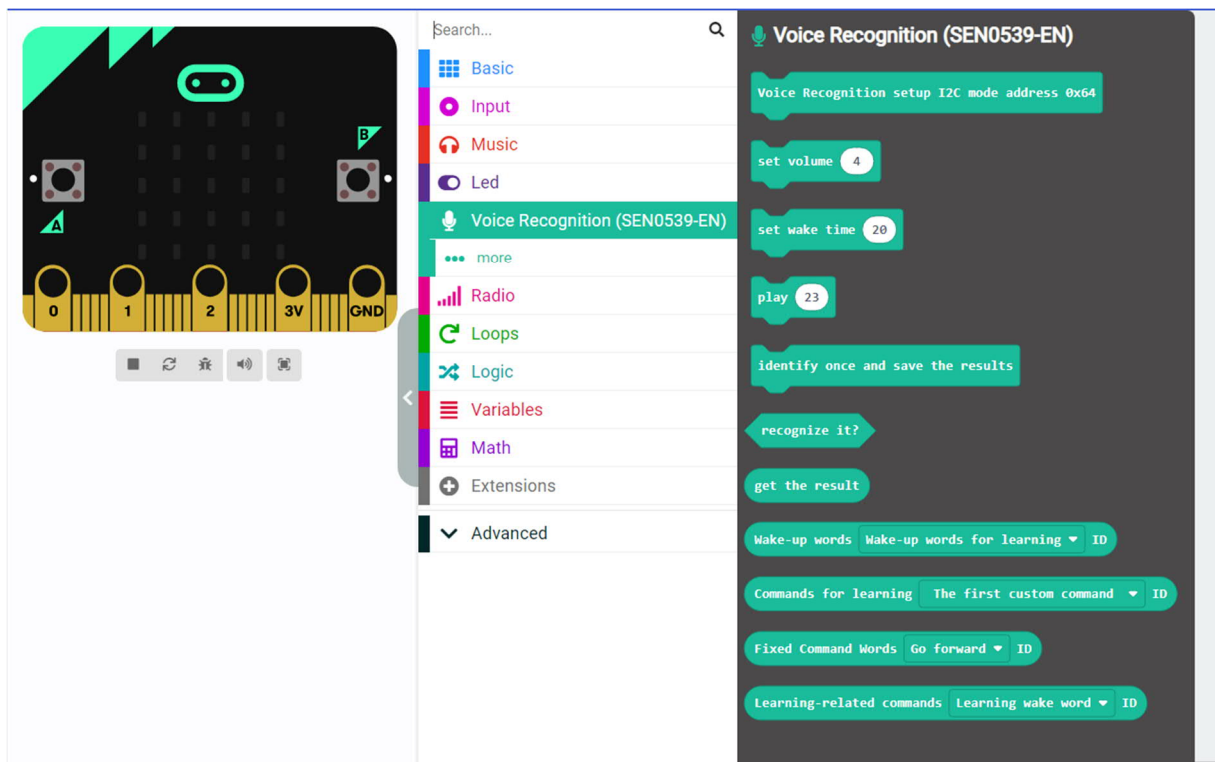 B
A
0
1
2
3V
GND
Search...
Basic
Input
Music
Led
Voice Recognition (SEN0539-EN)
more
Radio
Loops
Logic
Variables
Math
Extensions
Advanced
Voice Recognition (SEN0539-EN)
Voice Recognition setup I2C mode address 0x64
set volume 4
set wake time 20
play 23
identify once and save the results
recognize it?
get the result
Wake-up words Wake-up words for learning ID
Commands for learning The first custom command ID
Fixed Command Words Go forward ID
Learning-related commands Learning wake word ID